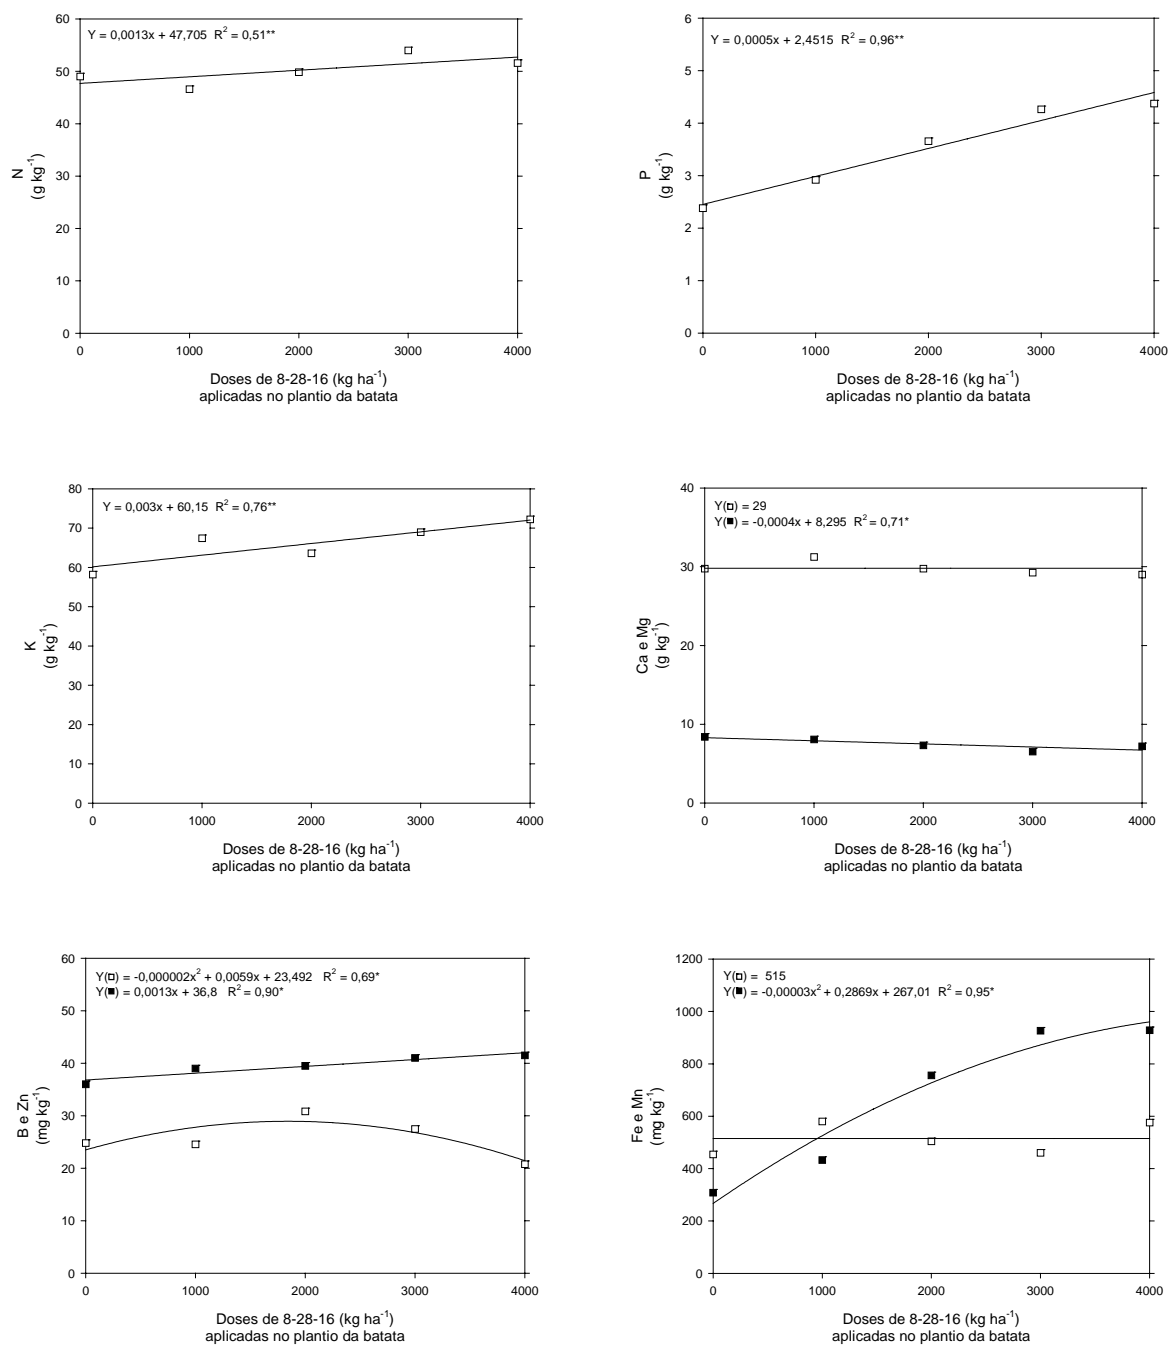 60
Y = 0,0013x + 47,705 R² = 0,51**
50
40
30
20
10
0
N
(g kg⁻¹)
0 1000 2000 3000 4000
Doses de 8-28-16 (kg ha⁻¹)
aplicadas no plantio da batata
6
Y = 0,0005x + 2,4515 R² = 0,96**
5
4
3
2
1
0
P
(g kg⁻¹)
0 1000 2000 3000 4000
Doses de 8-28-16 (kg ha⁻¹)
aplicadas no plantio da batata
80
Y = 0,003x + 60,15 R² = 0,76**
70
60
50
40
30
20
10
0
K
(g kg⁻¹)
0 1000 2000 3000 4000
Doses de 8-28-16 (kg ha⁻¹)
aplicadas no plantio da batata
40
Y(□) = 29
Y(■) = -0,0004x + 8,295 R² = 0,71*
30
20
10
0
Ca e Mg
(g kg⁻¹)
0 1000 2000 3000 4000
Doses de 8-28-16 (kg ha⁻¹)
aplicadas no plantio da batata
60
Y(□) = -0,000002x² + 0,0059x + 23,492 R² = 0,69*
Y(■) = 0,0013x + 36,8 R² = 0,90*
50
40
30
20
10
0
B e Zn
(mg kg⁻¹)
0 1000 2000 3000 4000
Doses de 8-28-16 (kg ha⁻¹)
aplicadas no plantio da batata
1200
Y(□) = 515
Y(■) = -0,00003x² + 0,2869x + 267,01 R² = 0,95*
1000
800
600
400
200
0
Fe e Mn
(mg kg⁻¹)
0 1000 2000 3000 4000
Doses de 8-28-16 (kg ha⁻¹)
aplicadas no plantio da batata